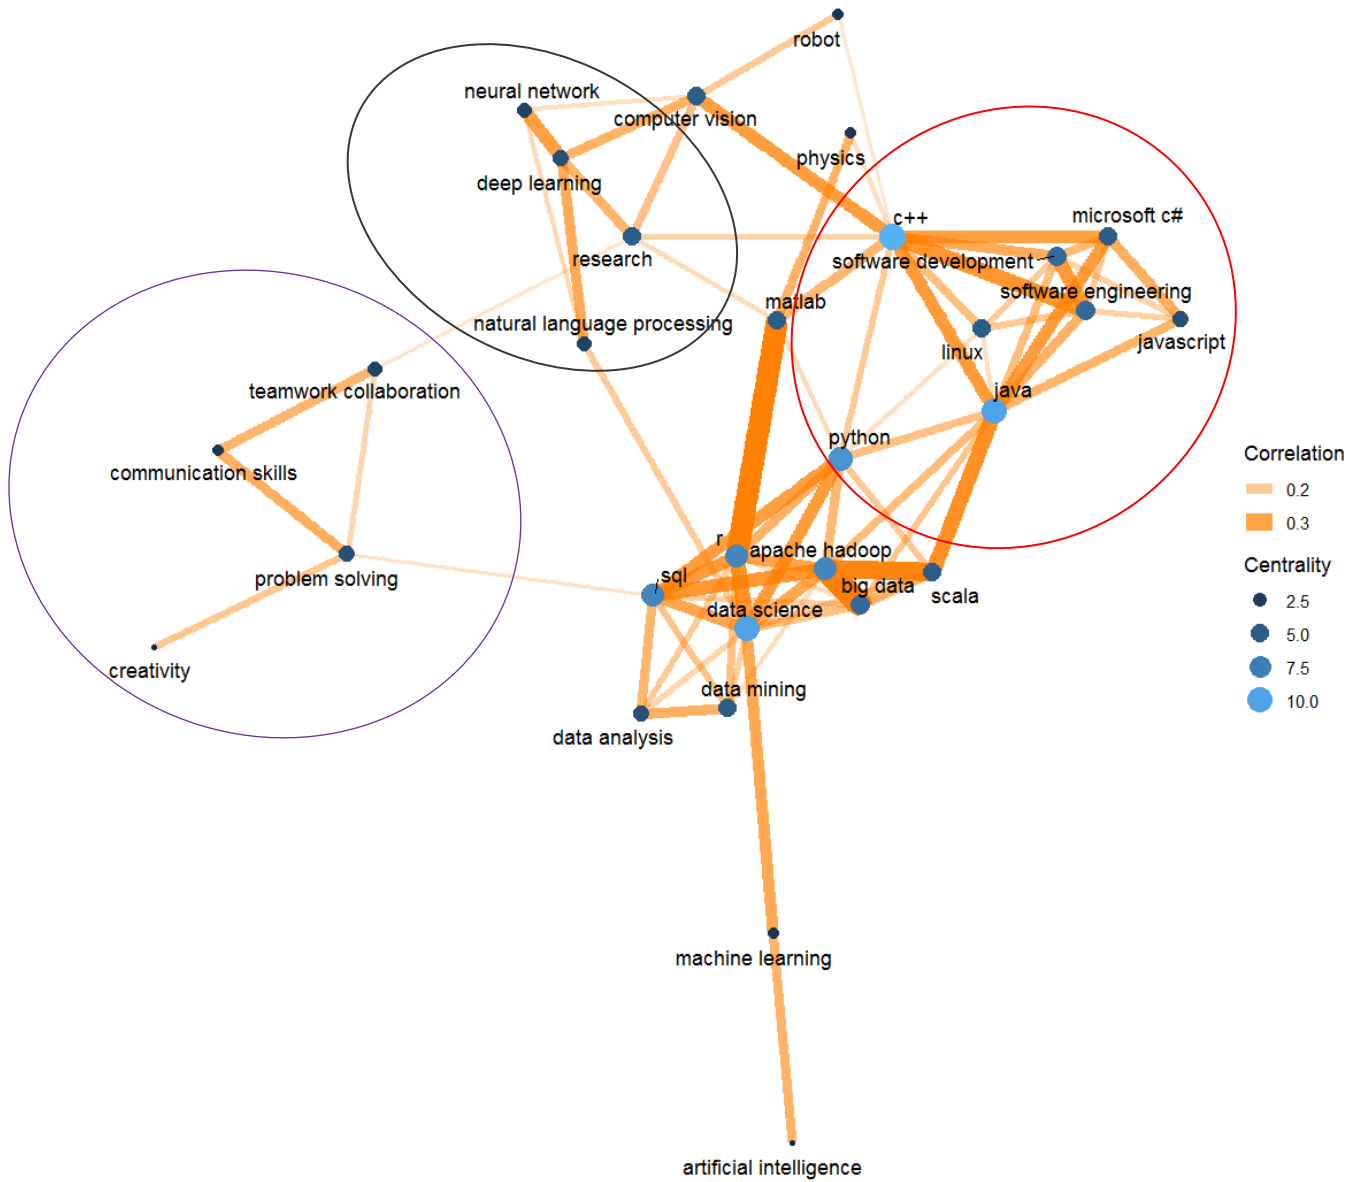 robot
neural network
computer vision
physics
deep learning
c++
microsoft c#
research
software development
software engineering
matlab
natural language processing
linux
javascript
teamwork collaboration
java
python
communication skills
Correlation
0.2
0.3
r
apache hadoop
problem solving
sql
big data
scala
data science
Centrality
2.5
5.0
7.5
10.0
creativity
data mining
data analysis
machine learning
artificial intelligence